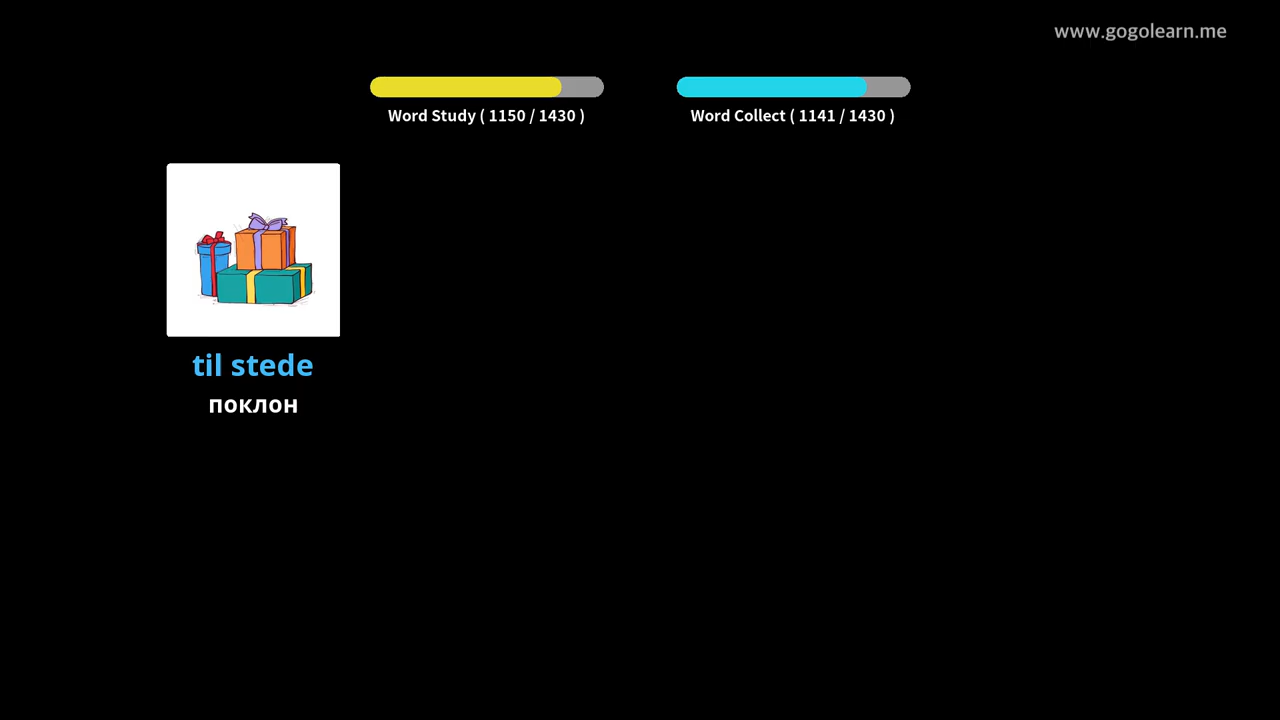 www.gogolearn.me
Word Study ( 1150 / 1430 )
Word Collect ( 1141 / 1430 )
til stede
поклон